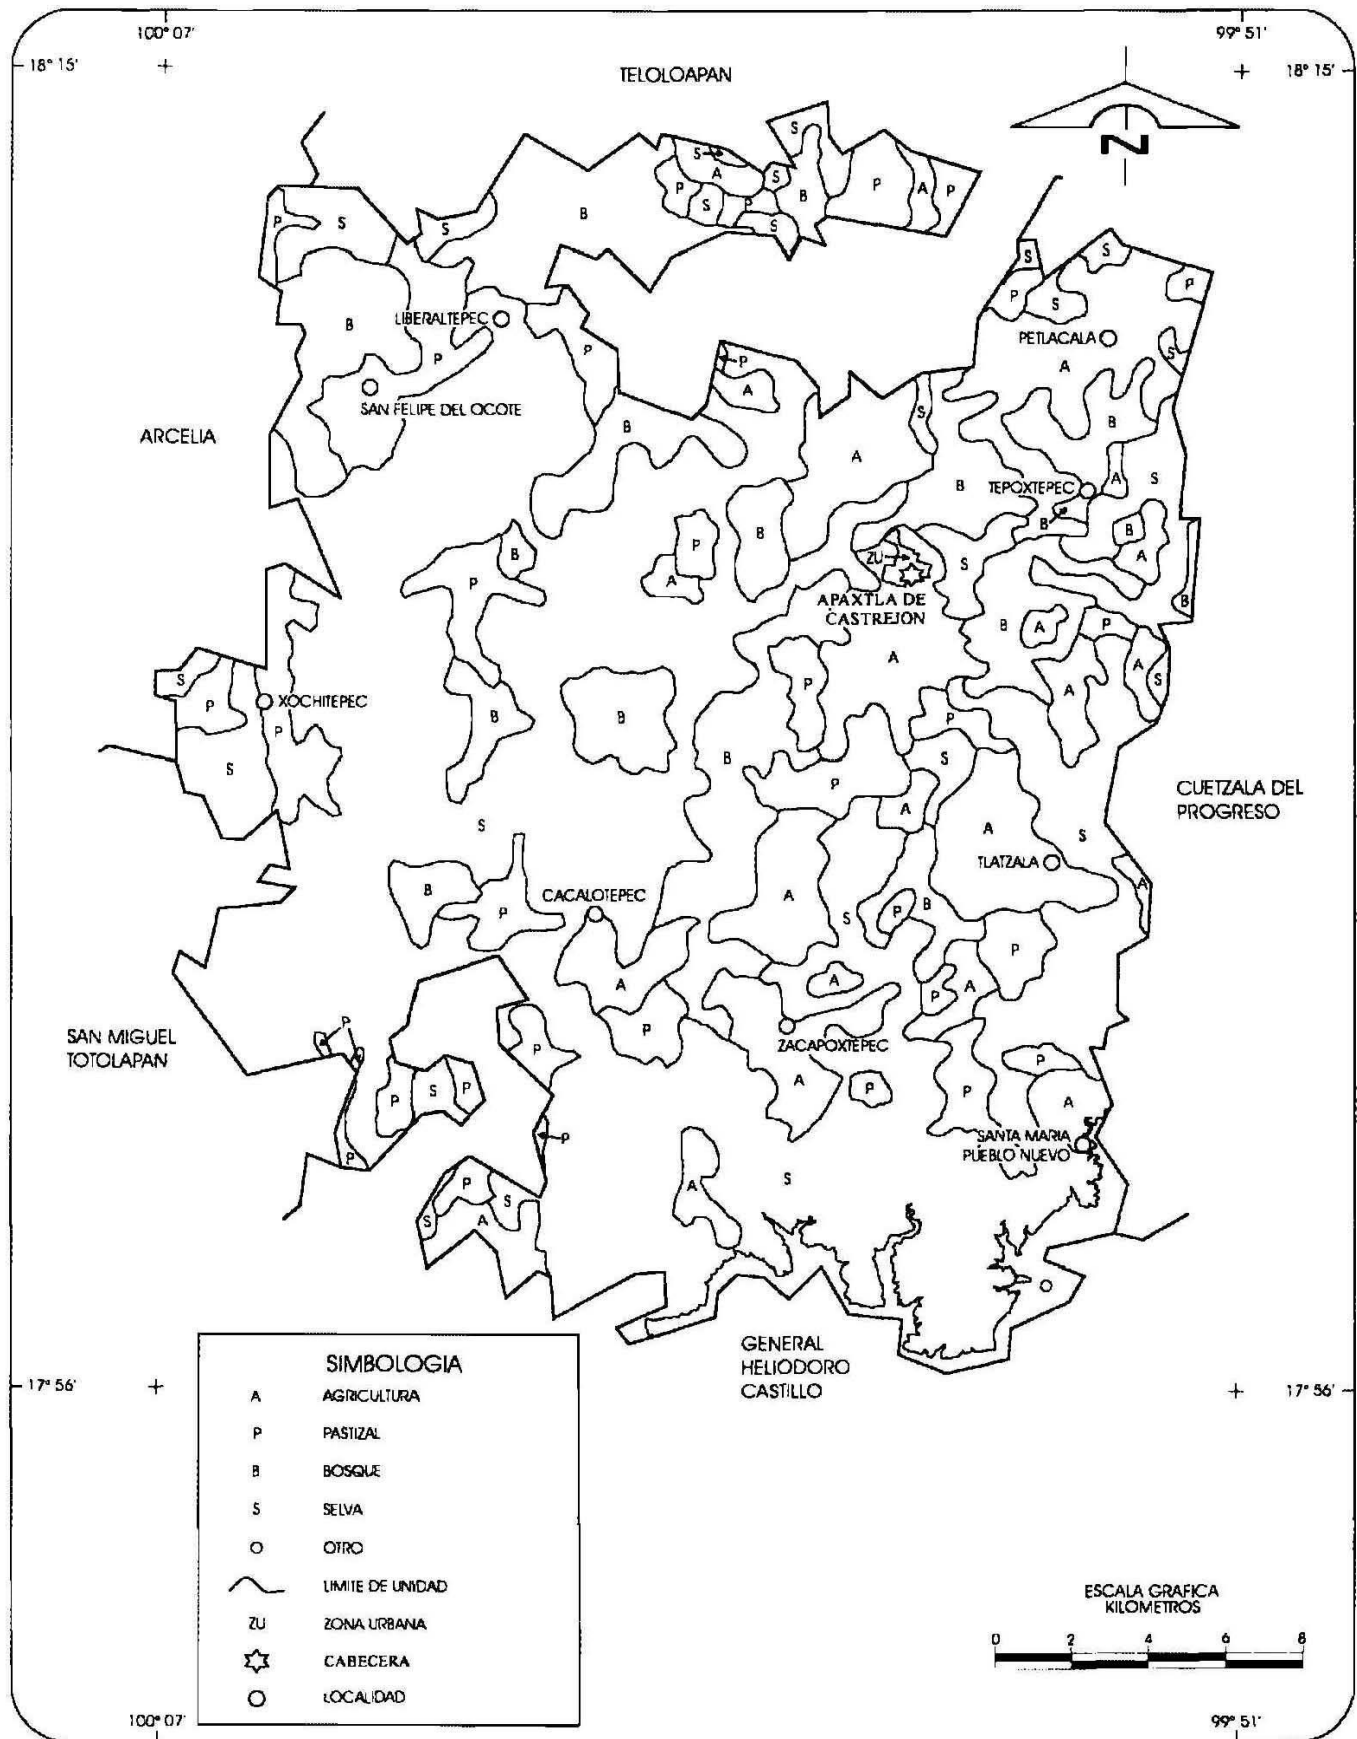 100° 07'
99° 51'
18° 15'
18° 15'
TELOLOAPAN
N
S
S
A
S
P
S
P
B
S
P
A
P
B
S
S
P
S
S
P
S
P
B
LIBERALTEPEC
P
P
SAN FELIPE DEL OCOTE
ARCELIA
PETLACALA
A
S
P
A
B
S
A
B
B
TEPOXTEPEC
A
S
B
B
A
B
P
A
B
ZU
S
APAXTLA DE
CASTREJON
B
P
B
A
P
B
A
A
S
A
P
S
P
XOCHITEPEC
P
S
B
B
B
P
P
S
A
A
S
CUETZALA DEL
PROGRESO
TLATZALA
A
S
B
P
CACALOTEPEC
A
S
P
B
P
A
P
A
P
A
P
ZACAPOXTEPEC
SAN MIGUEL
TOTOLAPAN
P
P
P
S
P
P
P
A
P
P
P
A
SANTA MARIA
PUEBLO NUEVO
P
S
S
A
A
S
GENERAL
HELIODORO
CASTILLO
17° 56'
17° 56'
SIMBOLOGIA
A AGRICULTURA
P PASTIZAL
B BOSQUE
S SELVA
O OTRO
LIMITE DE UNIDAD
ZU ZONA URBANA
CABECERA
LOCALIDAD
ESCALA GRAFICA
KILOMETROS
0 2 4 6 8
100° 07'
99° 51'